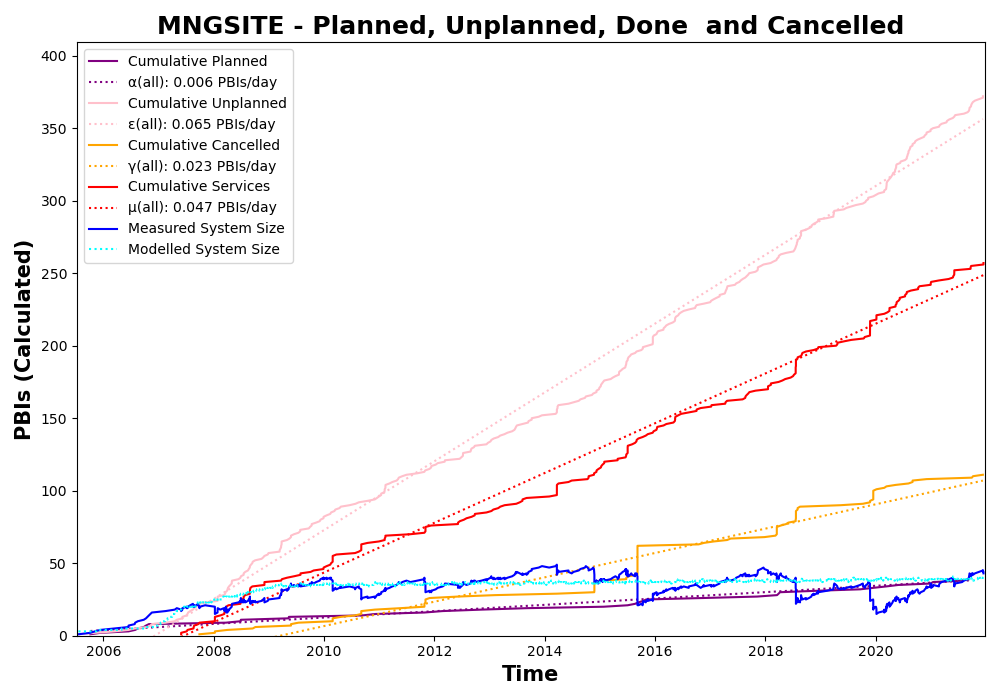 MNGSITE - Planned, Unplanned, Done  and Cancelled
PBIs (Calculated)
400
350
300
250
200
150
100
50
0
Cumulative Planned
α(all): 0.006 PBIs/day
Cumulative Unplanned
ε(all): 0.065 PBIs/day
Cumulative Cancelled
γ(all): 0.023 PBIs/day
Cumulative Services
μ(all): 0.047 PBIs/day
Measured System Size
Modelled System Size
2006 2008 2010 2012 2014 2016 2018 2020
Time